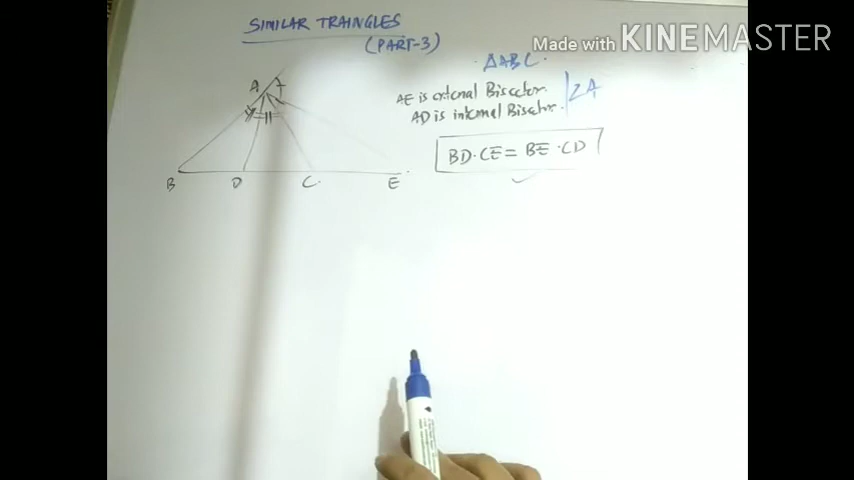 SIMILAR TRAINGLES
(PART-3)
Made with KINEMASTER
△ABC.
AE is external Bisector.
AD is internal Bisector.
∠A
BD·CE = BE·CD
A
B D C E